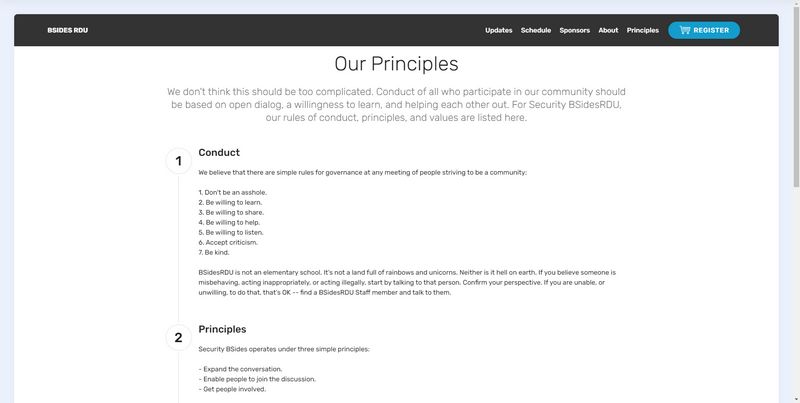 BSIDES RDU
Updates Schedule Sponsors About Principles REGISTER
Our Principles
We don't think this should be too complicated. Conduct of all who participate in our community should
be based on open dialog, a willingness to learn, and helping each other out. For Security BSidesRDU,
our rules of conduct, principles, and values are listed here.
1
Conduct
We believe that there are simple rules for governance at any meeting of people striving to be a community:
1. Don't be an asshole.
2. Be willing to learn.
3. Be willing to share.
4. Be willing to help.
5. Be willing to listen.
6. Accept criticism.
7. Be kind.
BSidesRDU is not an elementary school. It's not a land full of rainbows and unicorns. Neither is it hell on earth. If you believe someone is
misbehaving, acting inappropriately, or acting illegally, start by talking to that person. Confirm your perspective. If you are unable, or
unwilling, to do that, that's OK -- find a BSidesRDU Staff member and talk to them.
2
Principles
Security BSides operates under three simple principles:
- Expand the conversation.
- Enable people to join the discussion.
- Get people involved.